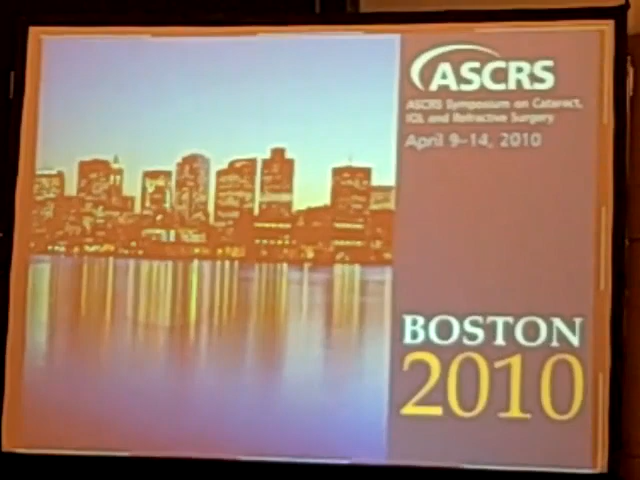 ASCRS
ASCRS Symposium on Cataract,
IOL and Refractive Surgery
April 9–14, 2010
BOSTON
2010